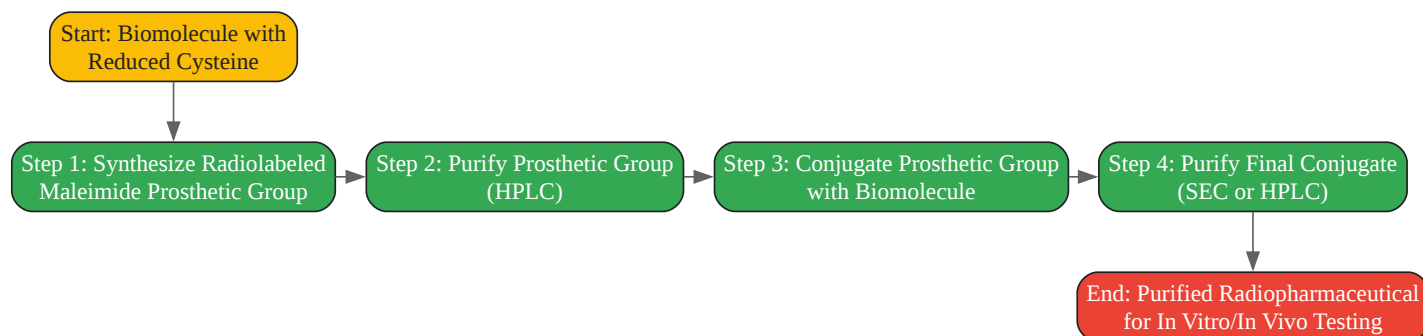 Start: Biomolecule with
Reduced Cysteine
Step 1: Synthesize Radiolabeled
Maleimide Prosthetic Group
Step 2: Purify Prosthetic Group
(HPLC)
Step 3: Conjugate Prosthetic Group
with Biomolecule
Step 4: Purify Final Conjugate
(SEC or HPLC)
End: Purified Radiopharmaceutical
for In Vitro/In Vivo Testing